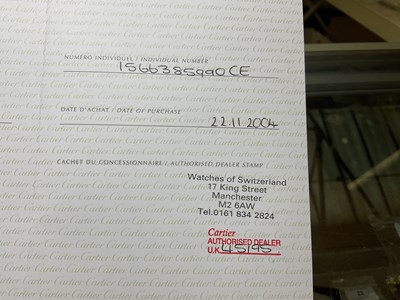 NUMÉRO INDIVIDUEL / INDIVIDUAL NUMBER
1566385990CE
DATE D'ACHAT / DATE OF PURCHASE
22.11.2004
CACHET DU CONCESSIONNAIRE / AUTHORISED DEALER STAMP
Watches of Switzerland
17 King Street
Manchester
M2 6AW
Tel.0161 834 2824
Cartier
AUTHORISED DEALER
U.K 45195